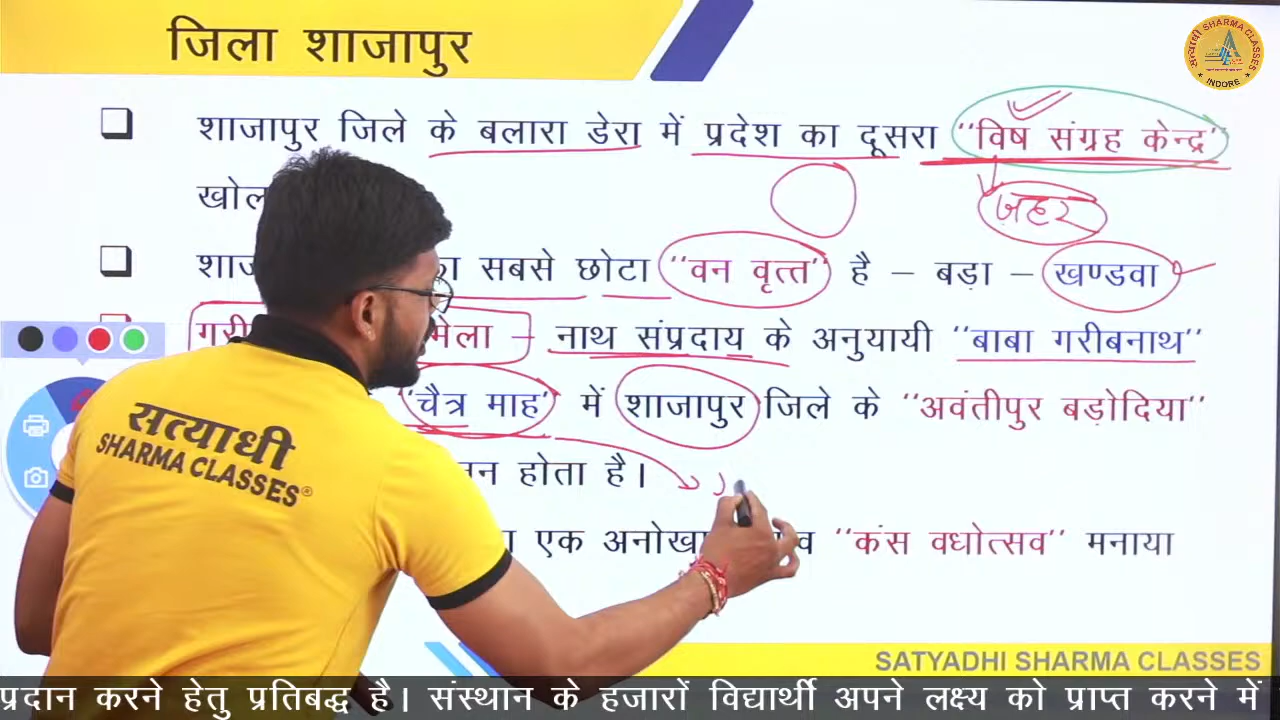 जिला शाजापुर
सत्यार्थी SHARMA CLASSES
INDORE
शाजापुर जिले के बलारा डेरा में प्रदेश का दूसरा ''विष संग्रह केन्द्र''
खोल
जहर
शाज का सबसे छोटा ''वन वृत्त'' है – बड़ा – खण्डवा
गरी मेला – नाथ संप्रदाय के अनुयायी ''बाबा गरीबनाथ''
''चैत्र माह'' में शाजापुर जिले के ''अवंतीपुर बड़ोदिया''
होता है।
एक अनोखा ''कंस वधोत्सव'' मनाया
सत्याधी
SHARMA CLASSES®
SATYADHI SHARMA CLASSES
प्रदान करने हेतु प्रतिबद्ध है। संस्थान के हजारों विद्यार्थी अपने लक्ष्य को प्राप्त करने में